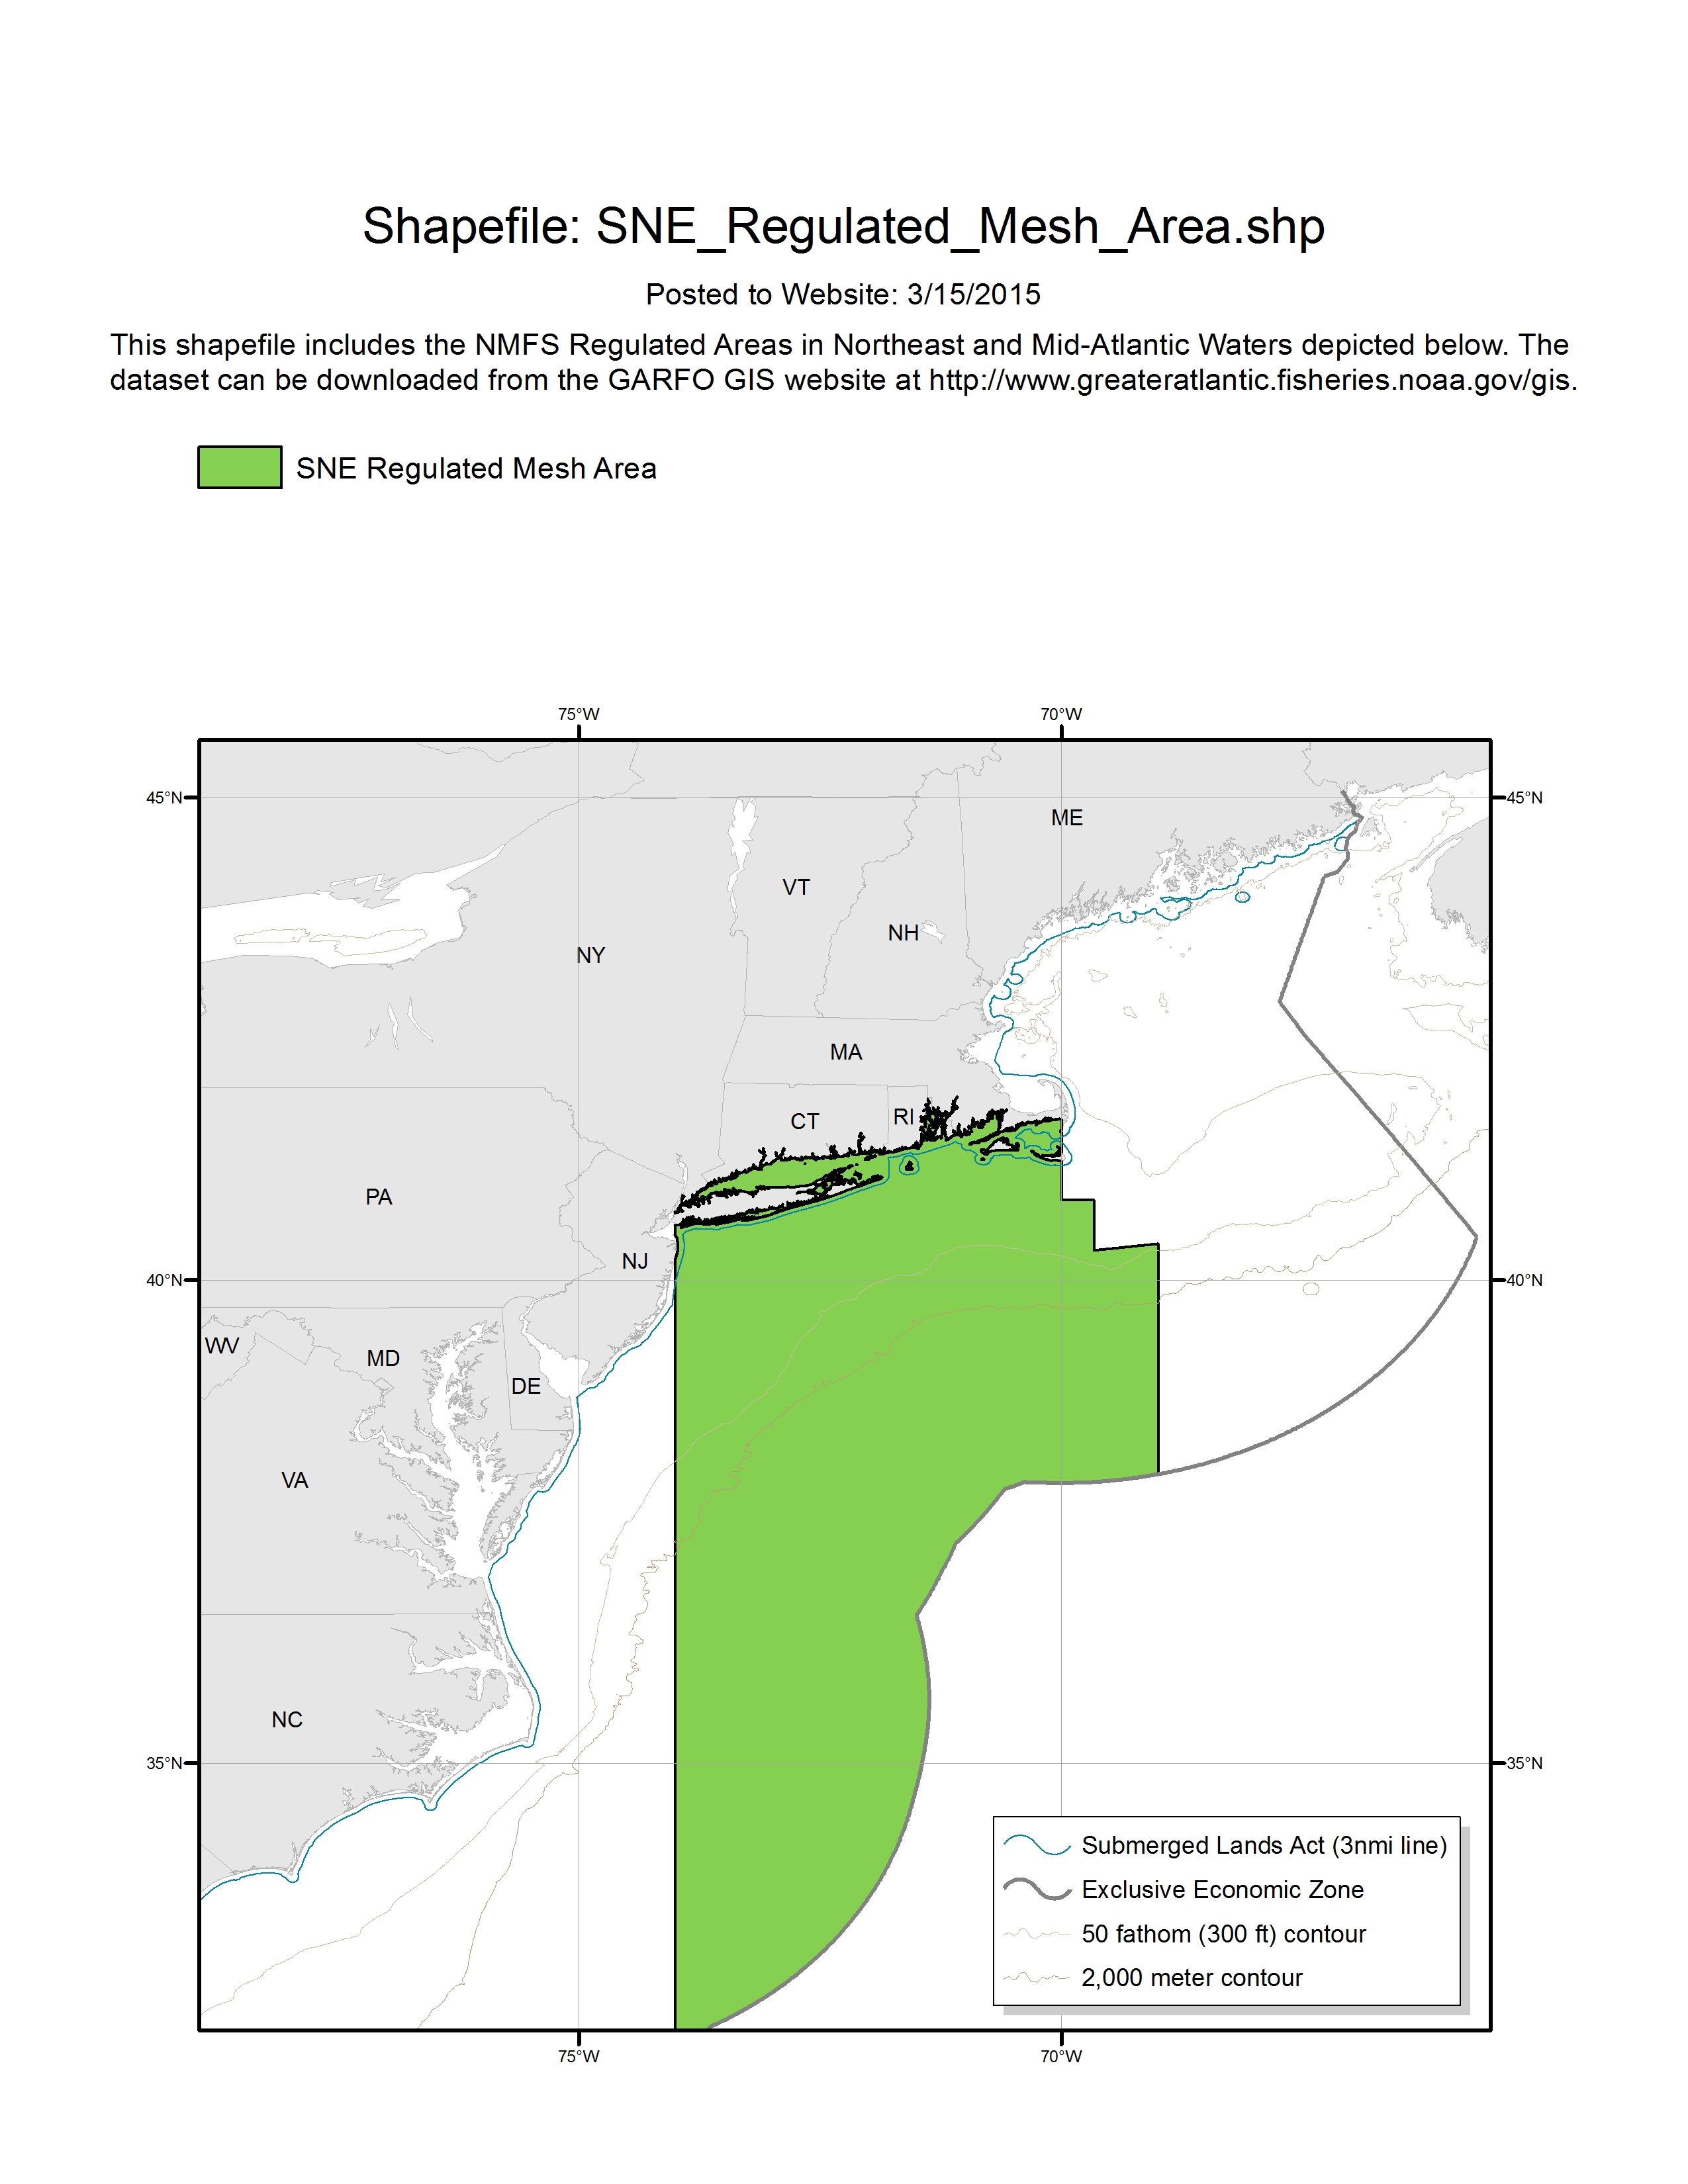 Shapefile: SNE_Regulated_Mesh_Area.shp
Posted to Website: 3/15/2015
This shapefile includes the NMFS Regulated Areas in Northeast and Mid-Atlantic Waters depicted below. The
dataset can be downloaded from the GARFO GIS website at http://www.greateratlantic.fisheries.noaa.gov/gis.
SNE Regulated Mesh Area
75°W 70°W
45°N 45°N
ME
VT
NH
NY
MA
CT RI
PA
NJ
40°N 40°N
WV
MD
DE
VA
NC
35°N 35°N
Submerged Lands Act (3nmi line)
Exclusive Economic Zone
50 fathom (300 ft) contour
2,000 meter contour
75°W 70°W